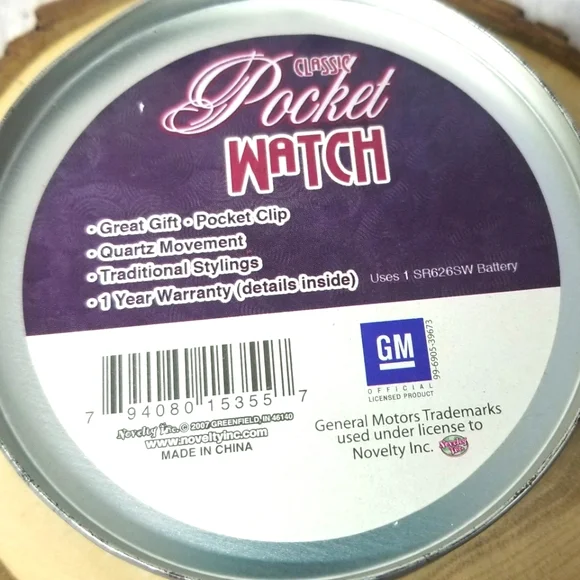 CLASSIC
Pocket
WATCH
• Great Gift • Pocket Clip
• Quartz Movement
• Traditional Stylings
• 1 Year Warranty (details inside)
Uses 1 SR626SW Battery
7 94080 15355 7
Novelty Inc. © 2007 GREENFIELD, IN 46140
www.noveltyinc.com
MADE IN CHINA
GM
OFFICIAL
LICENSED PRODUCT
99-6905-39673
General Motors Trademarks
used under license to
Novelty Inc.
Novelty Inc.